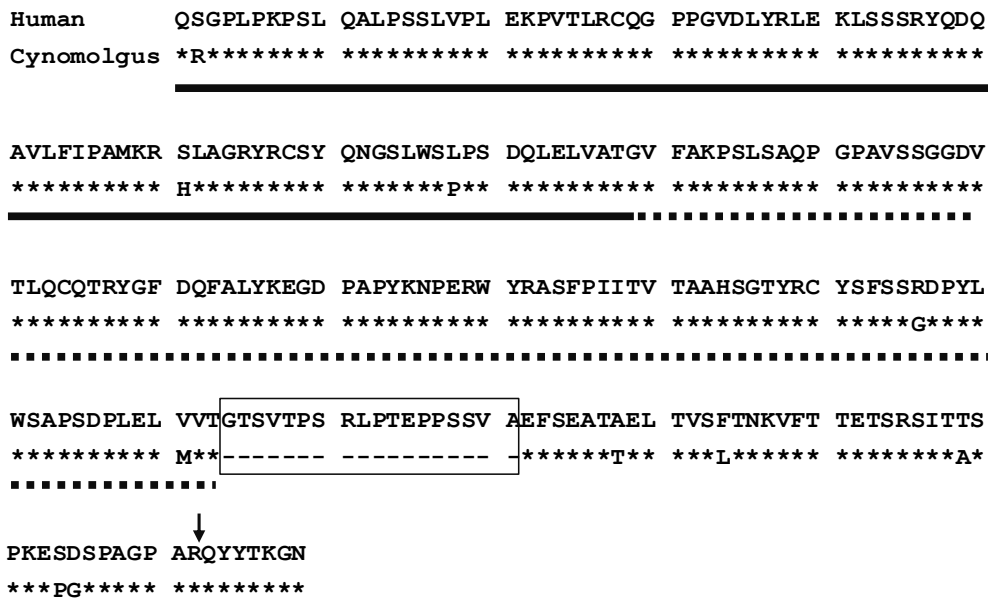 Human QSGPLPKPSL QALPSSLVPL EKPVTLRCQG PPGVDLYRLE KLSSSRYQDQ
Cynomolgus *R******** ********** ********** ********** **********
AVLFIPAMKR SLAGRYRCSY QNGSLWSLPS DQLELVATGV FAKPSLSAQP GPAVSSGGDV
********** H********* *******P** ********** ********** **********
TLQCQTRYGF DQFALYKEGD PAPYKNPERW YRASFPIITV TAAHSGTYRC YSFSSRDPYL
********** ********** ********** ********** ********** *****G****
WSAPSDPLEL VVTGTSVTPS RLPTEPPSSV AEFSEATAEL TVSFTNKVFT TETSRSITTS
********** M**------- ---------- -******T** ***L****** ********A*
PKESDSPAGP ARQYYTKGN
***PG***** *********